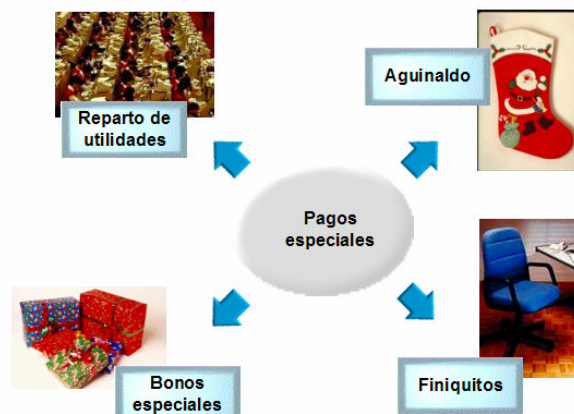 Reparto de
utilidades
Aguinaldo
Pagos
especiales
Bonos
especiales
Finiquitos